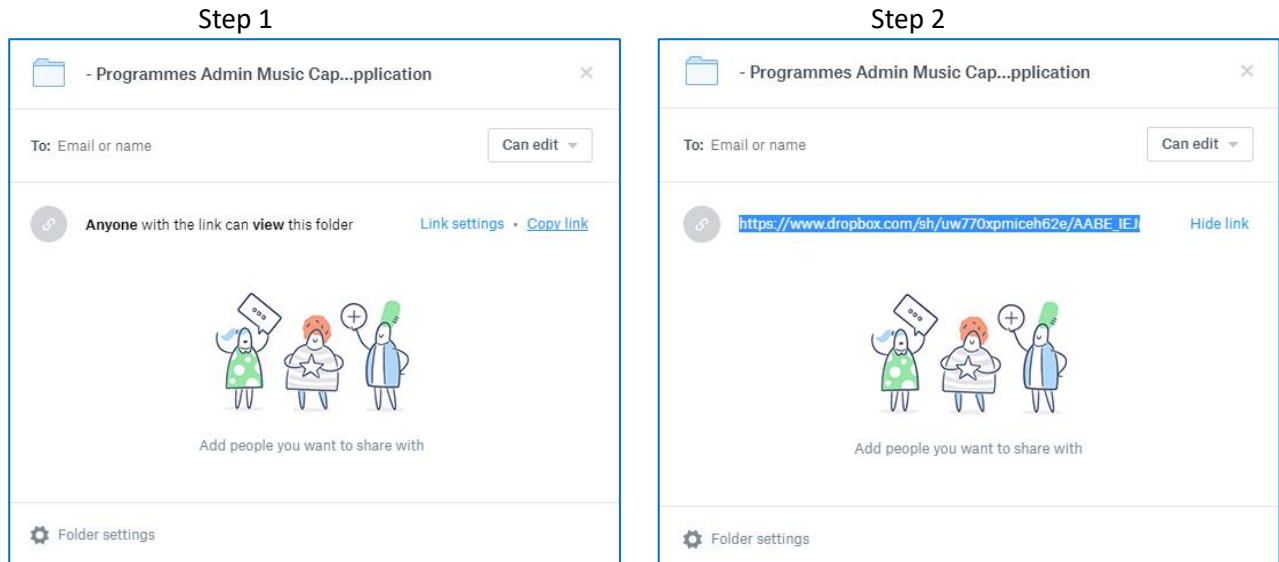 Step 1
- Programmes Admin Music Cap...pplication
To: Email or name
Can edit
Anyone with the link can view this folder
Link settings • Copy link
Add people you want to share with
Folder settings
Step 2
- Programmes Admin Music Cap...pplication
To: Email or name
Can edit
https://www.dropbox.com/sh/uw770xpmiceh62e/AABE_IEJ
Hide link
Add people you want to share with
Folder settings